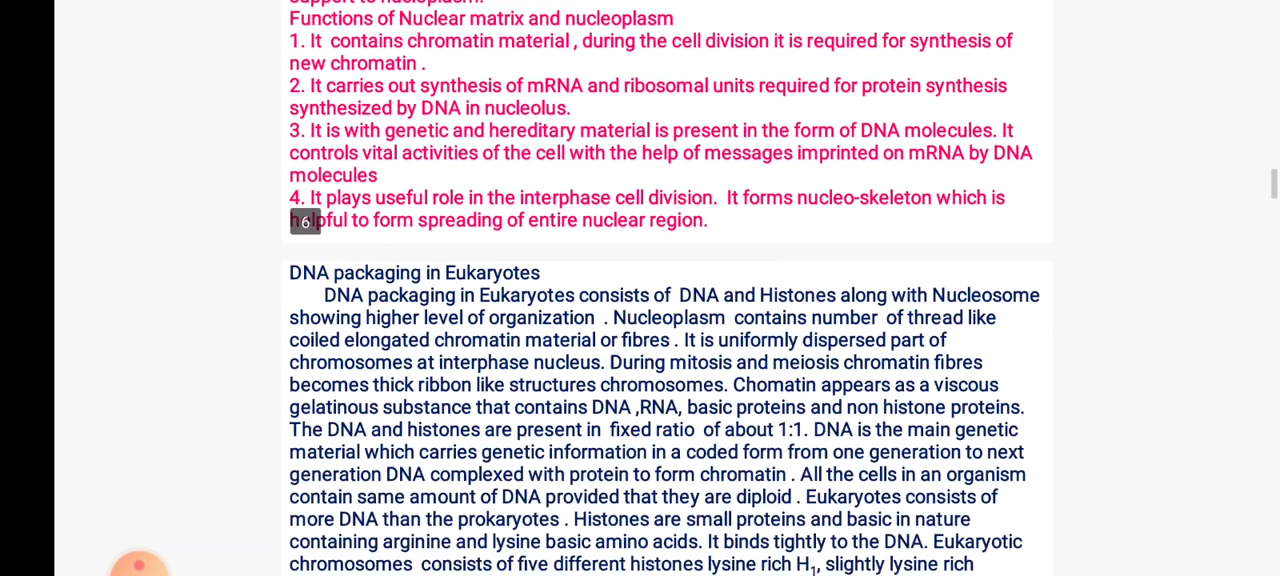 support to nucleoplasm.
Functions of Nuclear matrix and nucleoplasm
1. It contains chromatin material , during the cell division it is required for synthesis of
new chromatin .
2. It carries out synthesis of mRNA and ribosomal units required for protein synthesis
synthesized by DNA in nucleolus.
3. It is with genetic and hereditary material is present in the form of DNA molecules. It
controls vital activities of the cell with the help of messages imprinted on mRNA by DNA
molecules
4. It plays useful role in the interphase cell division. It forms nucleo-skeleton which is
helpful to form spreading of entire nuclear region.
6
DNA packaging in Eukaryotes
DNA packaging in Eukaryotes consists of DNA and Histones along with Nucleosome
showing higher level of organization . Nucleoplasm contains number of thread like
coiled elongated chromatin material or fibres . It is uniformly dispersed part of
chromosomes at interphase nucleus. During mitosis and meiosis chromatin fibres
becomes thick ribbon like structures chromosomes. Chomatin appears as a viscous
gelatinous substance that contains DNA ,RNA, basic proteins and non histone proteins.
The DNA and histones are present in fixed ratio of about 1:1. DNA is the main genetic
material which carries genetic information in a coded form from one generation to next
generation DNA complexed with protein to form chromatin . All the cells in an organism
contain same amount of DNA provided that they are diploid . Eukaryotes consists of
more DNA than the prokaryotes . Histones are small proteins and basic in nature
containing arginine and lysine basic amino acids. It binds tightly to the DNA. Eukaryotic
chromosomes consists of five different histones lysine rich H₁, slightly lysine rich